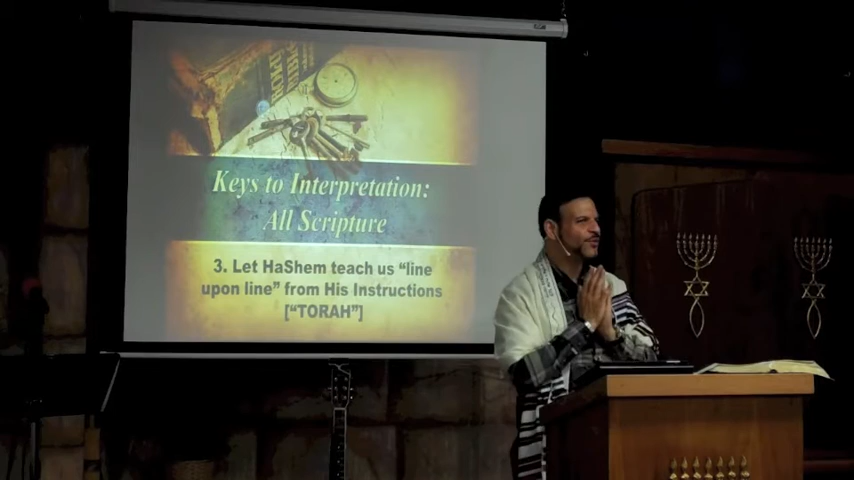 Keys to Interpretation:
All Scripture
3. Let HaShem teach us “line
upon line” from His Instructions
[“TORAH”]